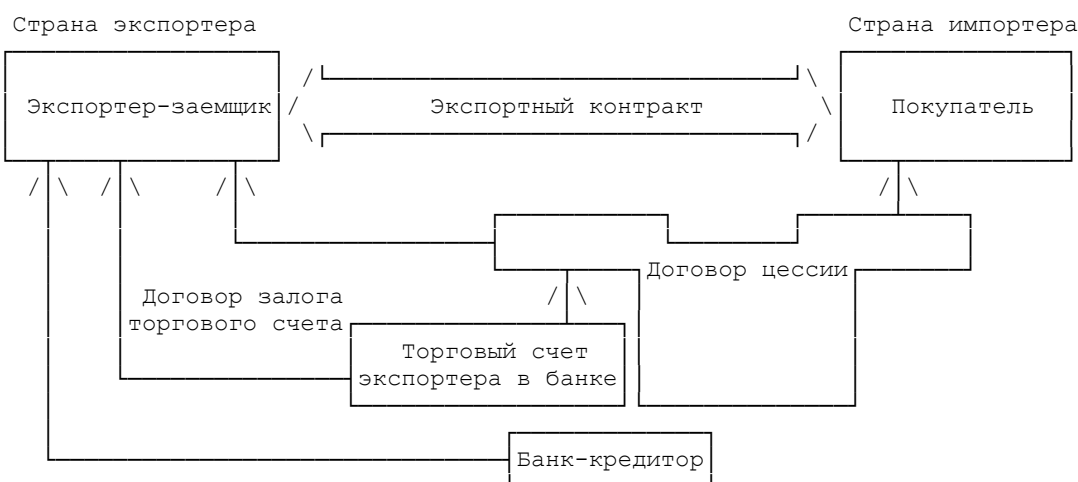 Страна экспортера Страна импортера
Экспортер-заемщик Экспортный контракт Покупатель
Договор цессии
Договор залога
торгового счета
Торговый счет
экспортера в банке
Банк-кредитор